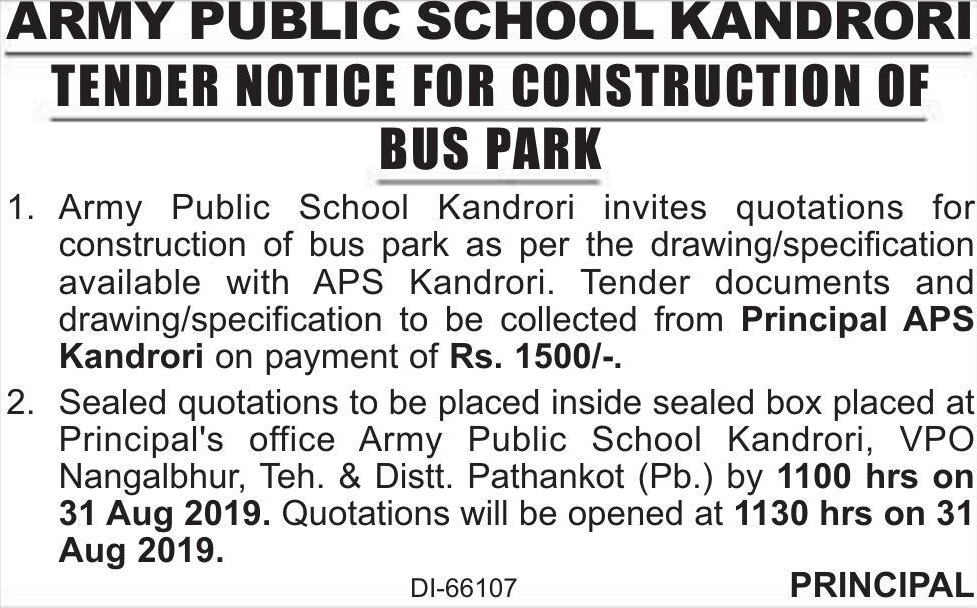 ARMY PUBLIC SCHOOL KANDRORI
TENDER NOTICE FOR CONSTRUCTION OF
BUS PARK
1. Army Public School Kandrori invites quotations for
construction of bus park as per the drawing/specification
available with APS Kandrori. Tender documents and
drawing/specification to be collected from Principal APS
Kandrori on payment of Rs. 1500/-.
2. Sealed quotations to be placed inside sealed box placed at
Principal's office Army Public School Kandrori, VPO
Nangalbhur, Teh. & Distt. Pathankot (Pb.) by 1100 hrs on
31 Aug 2019. Quotations will be opened at 1130 hrs on 31
Aug 2019.
DI-66107 PRINCIPAL